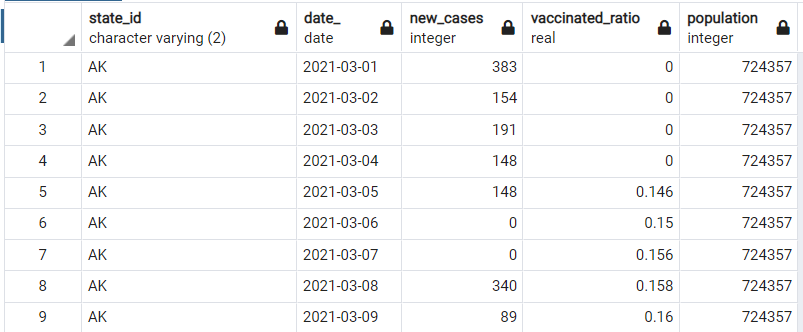 state_id date_ new_cases vaccinated_ratio population
character varying (2) date integer real integer
1 AK 2021-03-01 383 0 724357
2 AK 2021-03-02 154 0 724357
3 AK 2021-03-03 191 0 724357
4 AK 2021-03-04 148 0 724357
5 AK 2021-03-05 148 0.146 724357
6 AK 2021-03-06 0 0.15 724357
7 AK 2021-03-07 0 0.156 724357
8 AK 2021-03-08 340 0.158 724357
9 AK 2021-03-09 89 0.16 724357